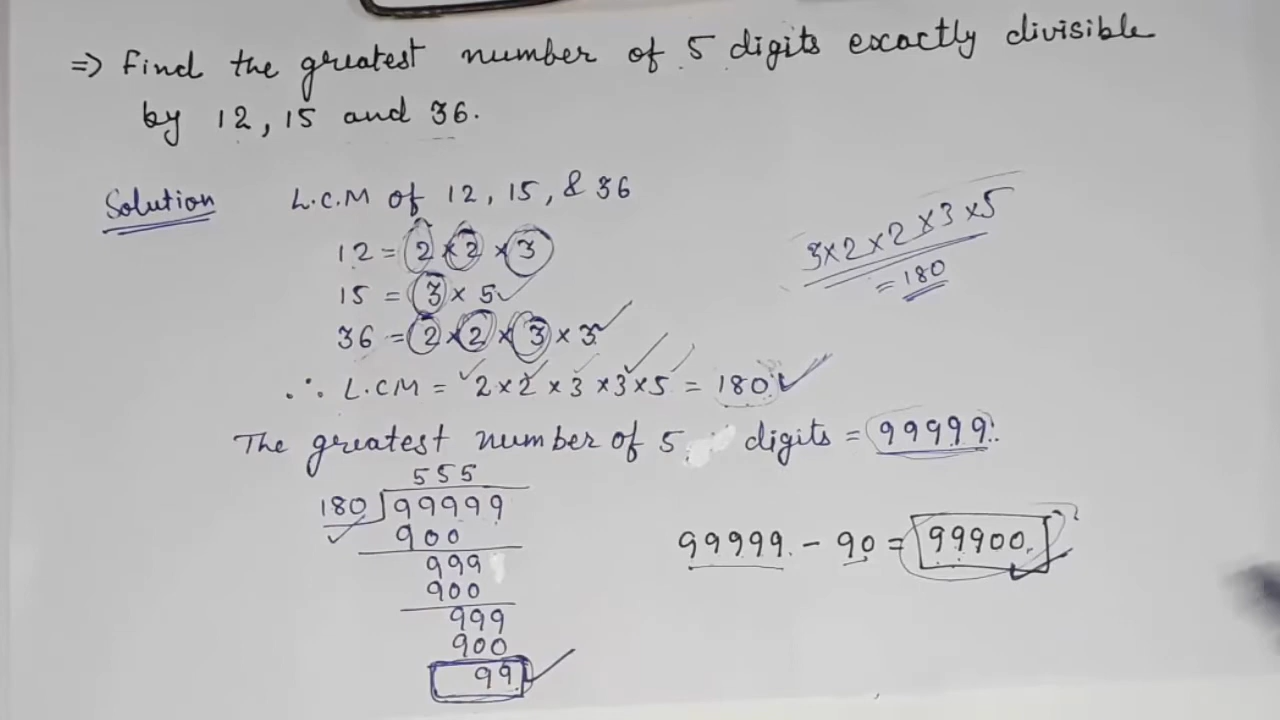 => Find the greatest number of 5 digits exactly divisible
by 12, 15 and 36.
Solution L.C.M of 12, 15, & 36
12 = 2 × 2 × 3
15 = 3 × 5
36 = 2 × 2 × 3 × 3
3×2×2×3×5
= 180
∴ L.CM = 2×2×3×3×5 = 180
The greatest number of 5 digits = 99999.
555
180)99999
900
999
900
999
900
99
99999 - 90 = 99900